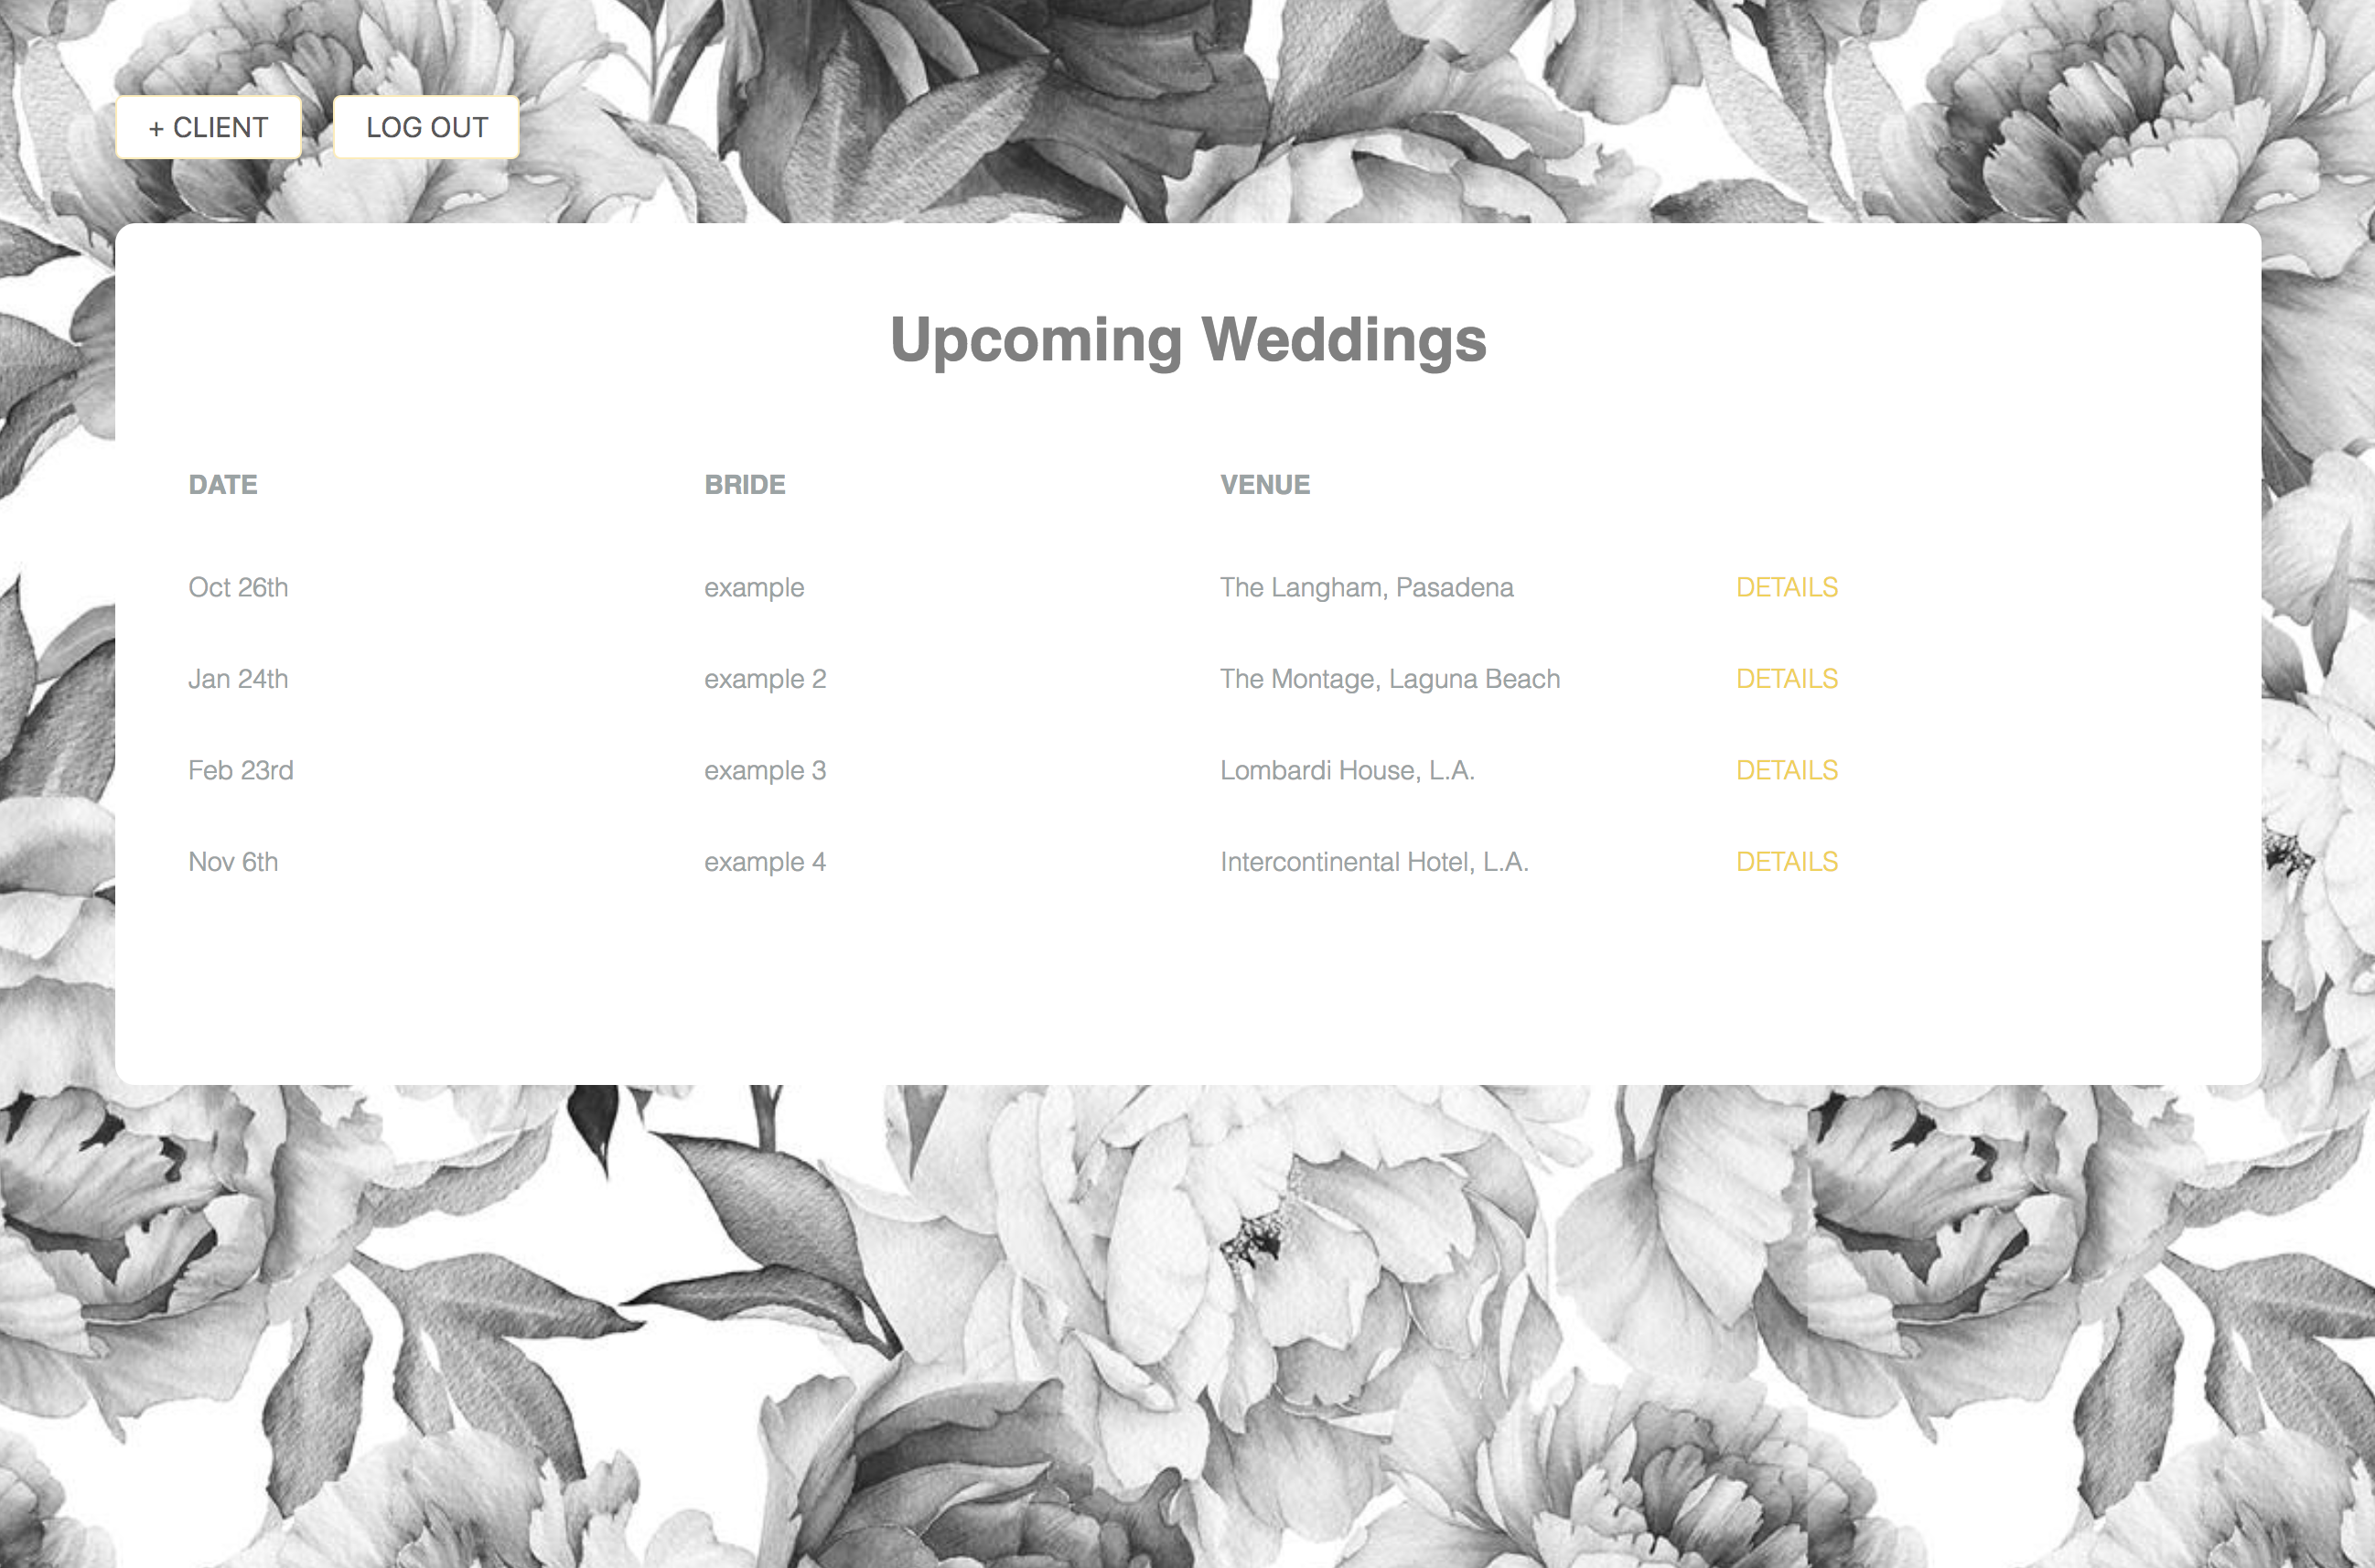 + CLIENT LOG OUT
Upcoming Weddings
DATE BRIDE VENUE
Oct 26th example The Langham, Pasadena DETAILS
Jan 24th example 2 The Montage, Laguna Beach DETAILS
Feb 23rd example 3 Lombardi House, L.A. DETAILS
Nov 6th example 4 Intercontinental Hotel, L.A. DETAILS